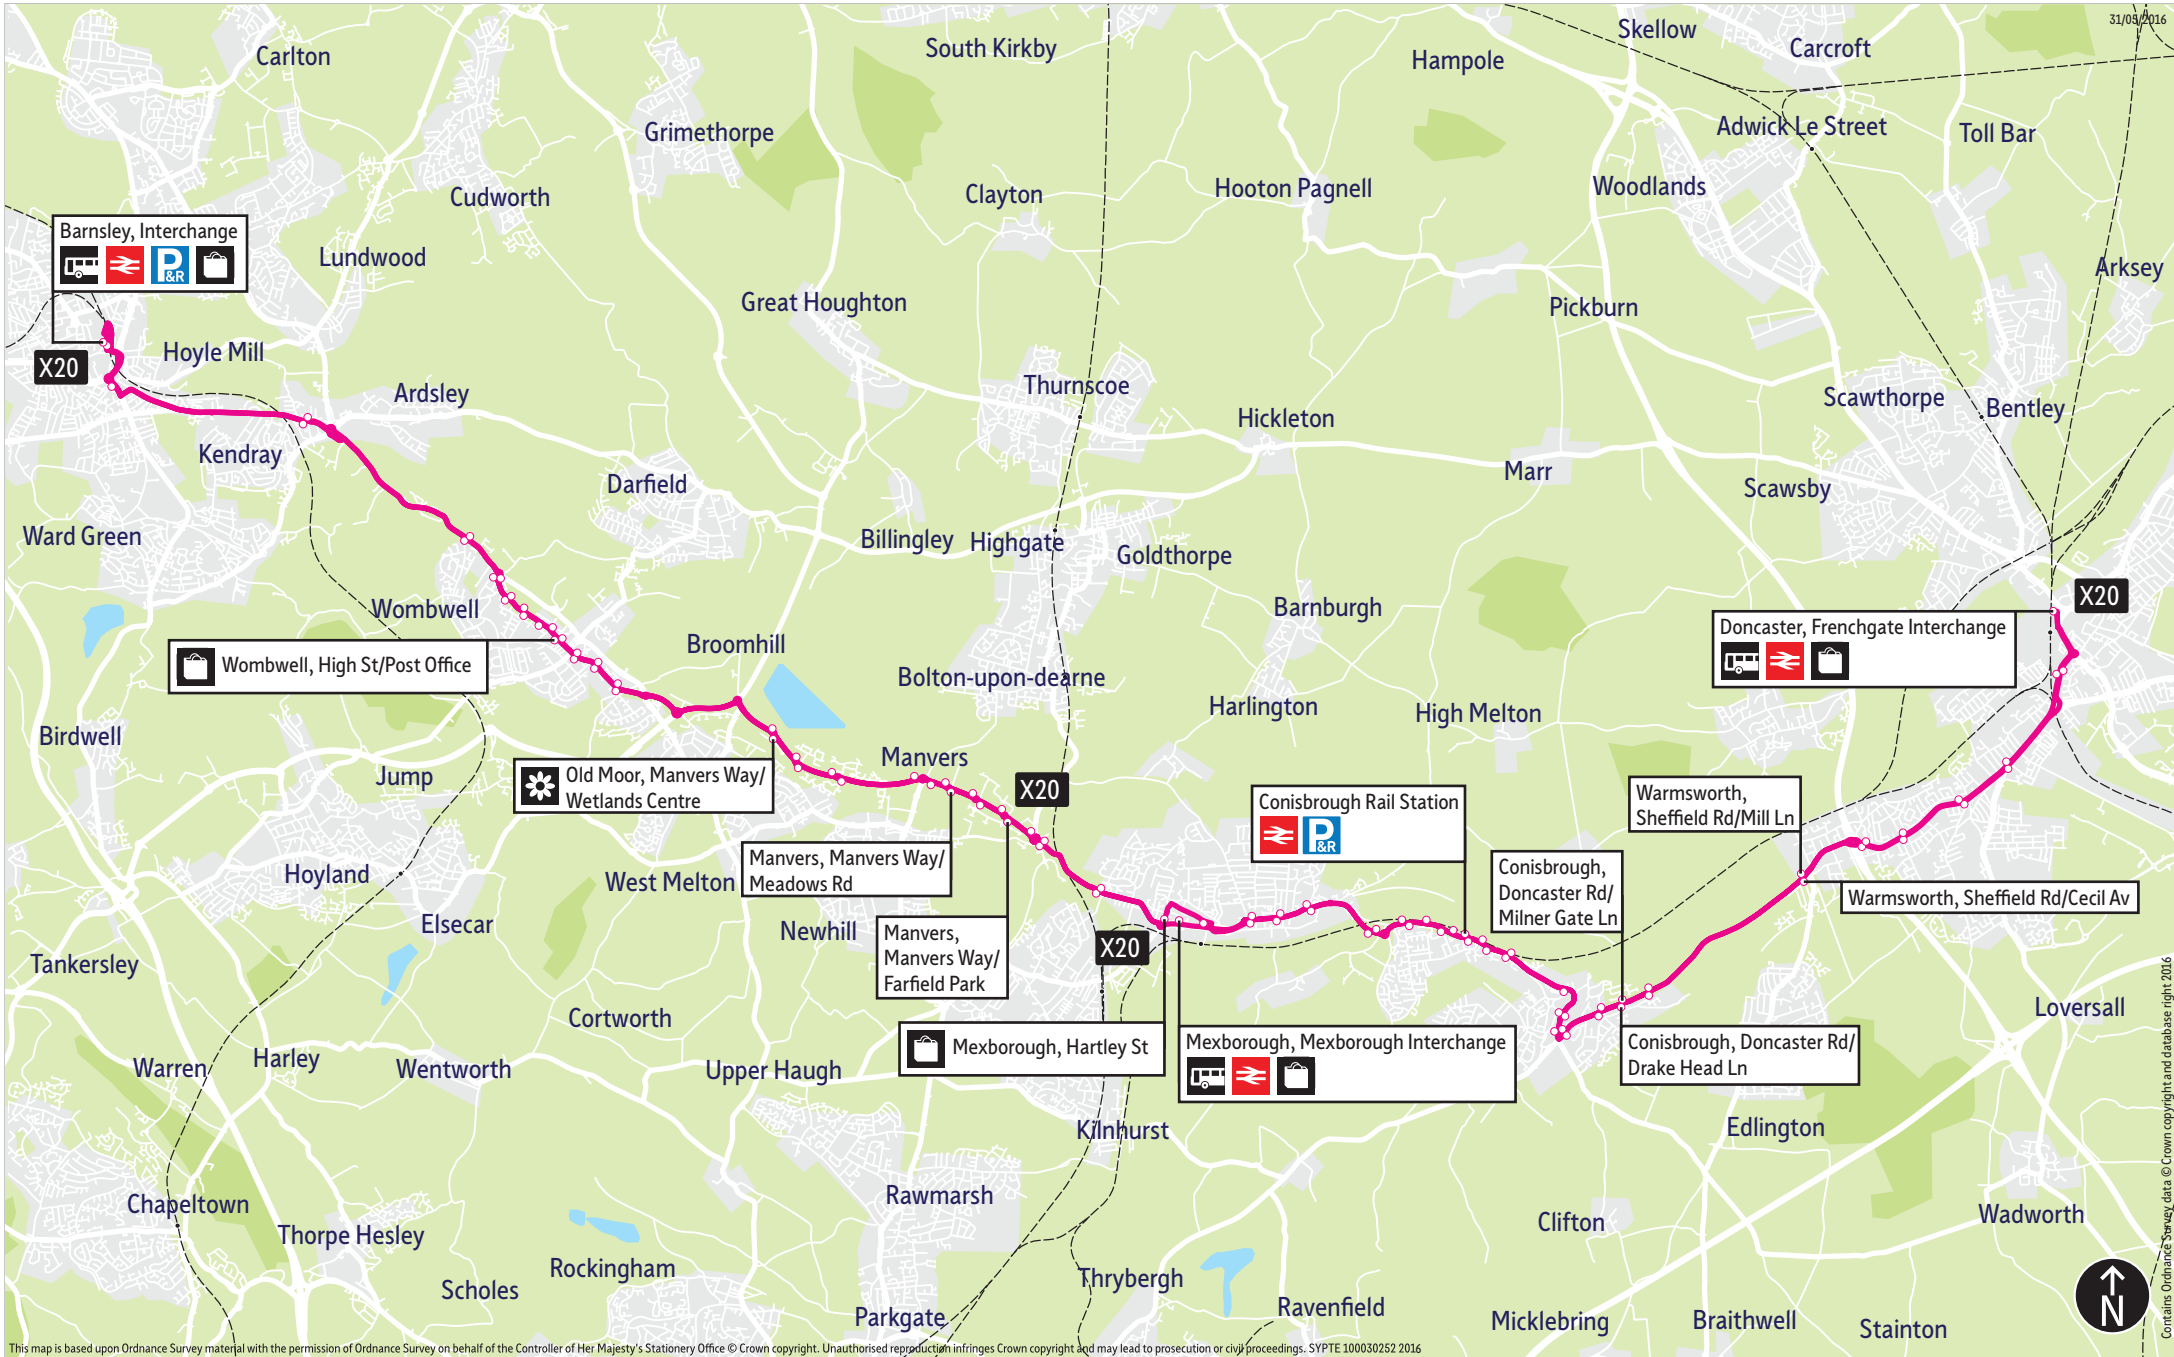 31/05/2016
Skellow
Carlton
South Kirkby
Hampole
Carcroft
Grimethorpe
Adwick Le Street
Toll Bar
Cudworth
Clayton
Hooton Pagnell
Woodlands
Barnsley, Interchange
P
&R
Lundwood
Arksey
Great Houghton
Pickburn
X20
Hoyle Mill
Ardsley
Thurnscoe
Hickleton
Scawthorpe
Bentley
Kendray
Darfield
Marr
Scawsby
Ward Green
Billingley
Highgate
Goldthorpe
X20
Wombwell
Barnburgh
Doncaster, Frenchgate Interchange
Broomhill
Wombwell, High St/Post Office
Bolton-upon-dearne
Harlington
High Melton
Birdwell
Jump
Manvers
Old Moor, Manvers Way/
Wetlands Centre
X20
Conisbrough Rail Station
P
&R
Warmsworth,
Sheffield Rd/Mill Ln
Manvers, Manvers Way/
Meadows Rd
Hoyland
West Melton
Conisbrough,
Doncaster Rd/
Milner Gate Ln
Warmsworth, Sheffield Rd/Cecil Av
Elsecar
Newhill
Manvers,
Manvers Way/
Farfield Park
X20
Tankersley
Cortworth
Loversall
Warren
Harley
Wentworth
Upper Haugh
Mexborough, Hartley St
Mexborough, Mexborough Interchange
Conisbrough, Doncaster Rd/
Drake Head Ln
Kilnhurst
Edlington
Chapeltown
Rawmarsh
Thorpe Hesley
Clifton
Wadworth
Scholes
Rockingham
Thrybergh
Parkgate
Ravenfield
Micklebring
Braithwell
Stainton
N
This map is based upon Ordnance Survey material with the permission of Ordnance Survey on behalf of the Controller of Her Majesty's Stationery Office © Crown copyright. Unauthorised reproduction infringes Crown copyright and may lead to prosecution or civil proceedings. SYPTE 100030252 2016
Contains Ordnance Survey data © Crown copyright and database right 2016